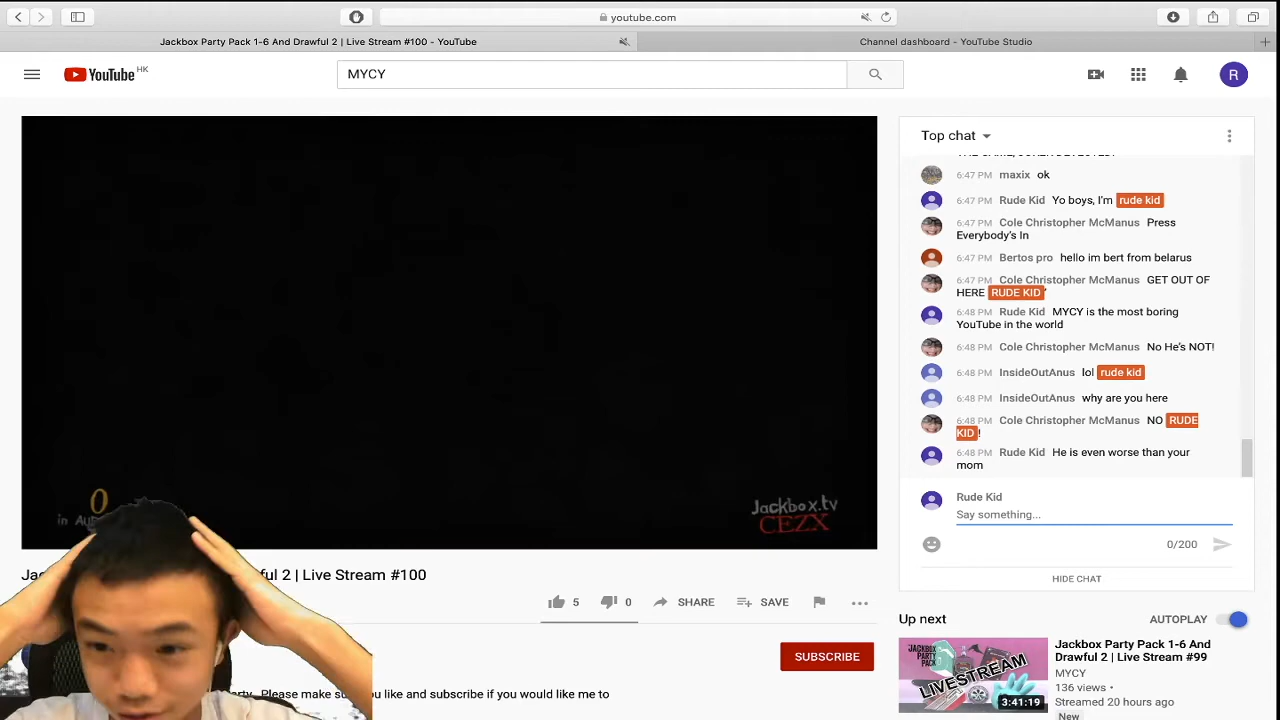 youtube.com
Jackbox Party Pack 1-6 And Drawful 2 | Live Stream #100 - YouTube
Channel dashboard - YouTube Studio
YouTube HK
MYCY
R
Top chat
6:47 PM maxix ok
6:47 PM Rude Kid Yo boys, I'm rude kid
6:47 PM Cole Christopher McManus Press
Everybody's In
6:47 PM Bertos pro hello im bert from belarus
6:47 PM Cole Christopher McManus GET OUT OF
HERE RUDE KID
6:48 PM Rude Kid MYCY is the most boring
YouTube in the world
6:48 PM Cole Christopher McManus No He's NOT!
6:48 PM InsideOutAnus lol rude kid
6:48 PM InsideOutAnus why are you here
6:48 PM Cole Christopher McManus NO RUDE
KID!
6:48 PM Rude Kid He is even worse than your
mom
Rude Kid
Say something...
0/200
HIDE CHAT
0
in
Jackbox.tv
CEZX
2 | Live Stream #100
5
0
SHARE
SAVE
SUBSCRIBE
Please make
you like and subscribe if you would like me to
Up next
AUTOPLAY
Jackbox Party Pack 1-6 And
Drawful 2 | Live Stream #99
MYCY
136 views •
Streamed 20 hours ago
New
JACKBOX
PARTY
PACK
LIVESTREAM
3:41:19